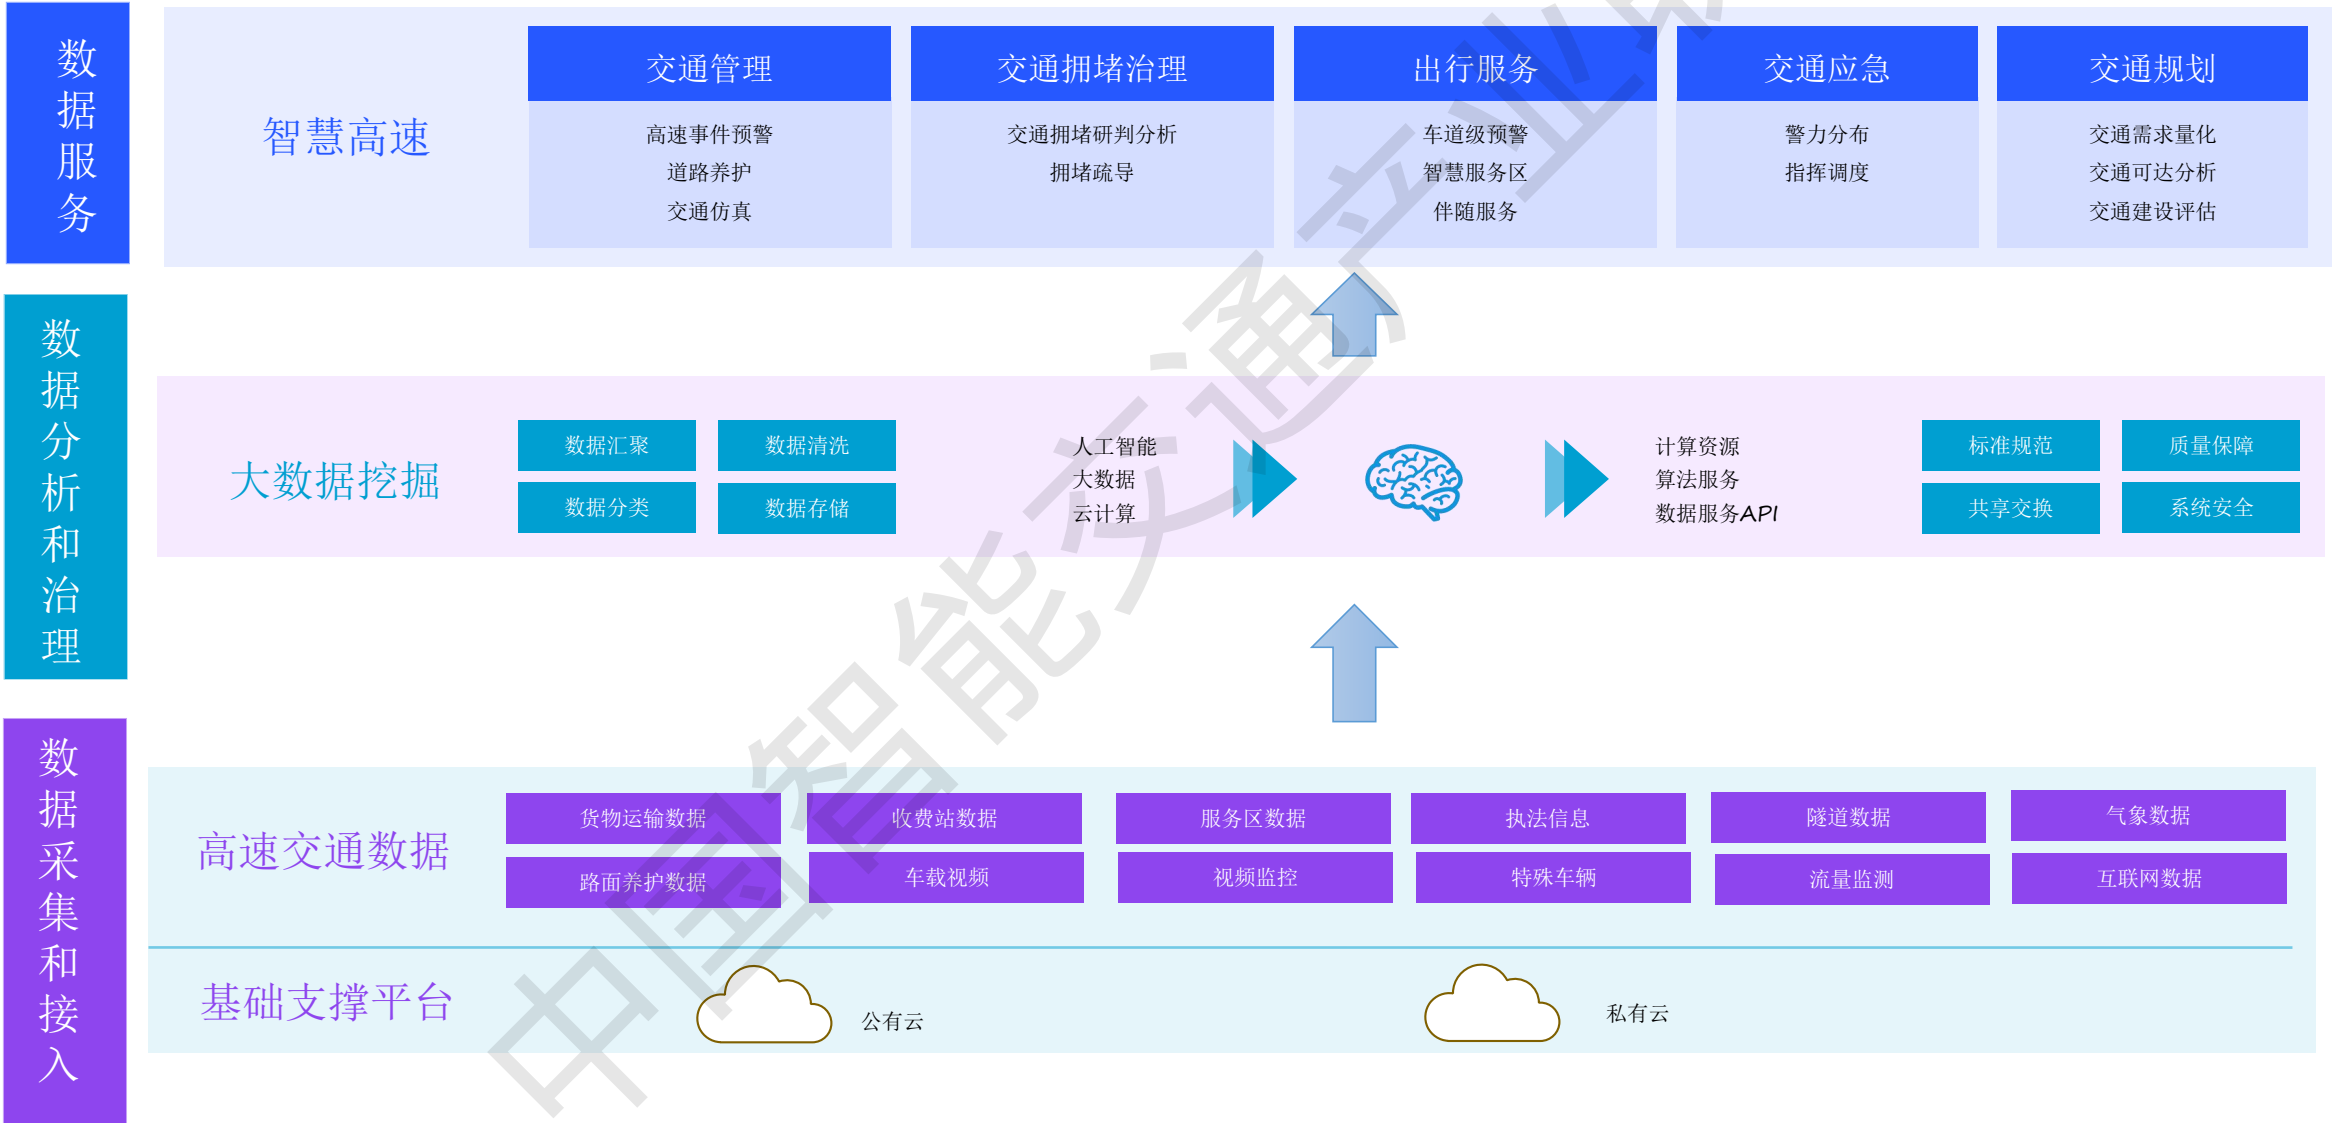 数据服务
智慧高速
交通管理
高速事件预警
道路养护
交通仿真
交通拥堵治理
交通拥堵研判分析
拥堵疏导
出行服务
车道级预警
智慧服务区
伴随服务
交通应急
警力分布
指挥调度
交通规划
交通需求量化
交通可达分析
交通建设评估
数据分析和治理
大数据挖掘
数据汇聚
数据清洗
数据分类
数据存储
人工智能
大数据
云计算
计算资源
算法服务
数据服务API
标准规范
质量保障
共享交换
系统安全
数据采集和接入
高速交通数据
货物运输数据
收费站数据
服务区数据
执法信息
隧道数据
气象数据
路面养护数据
车载视频
视频监控
特殊车辆
流量监测
互联网数据
基础支撑平台
公有云
私有云
中国智能交通产业